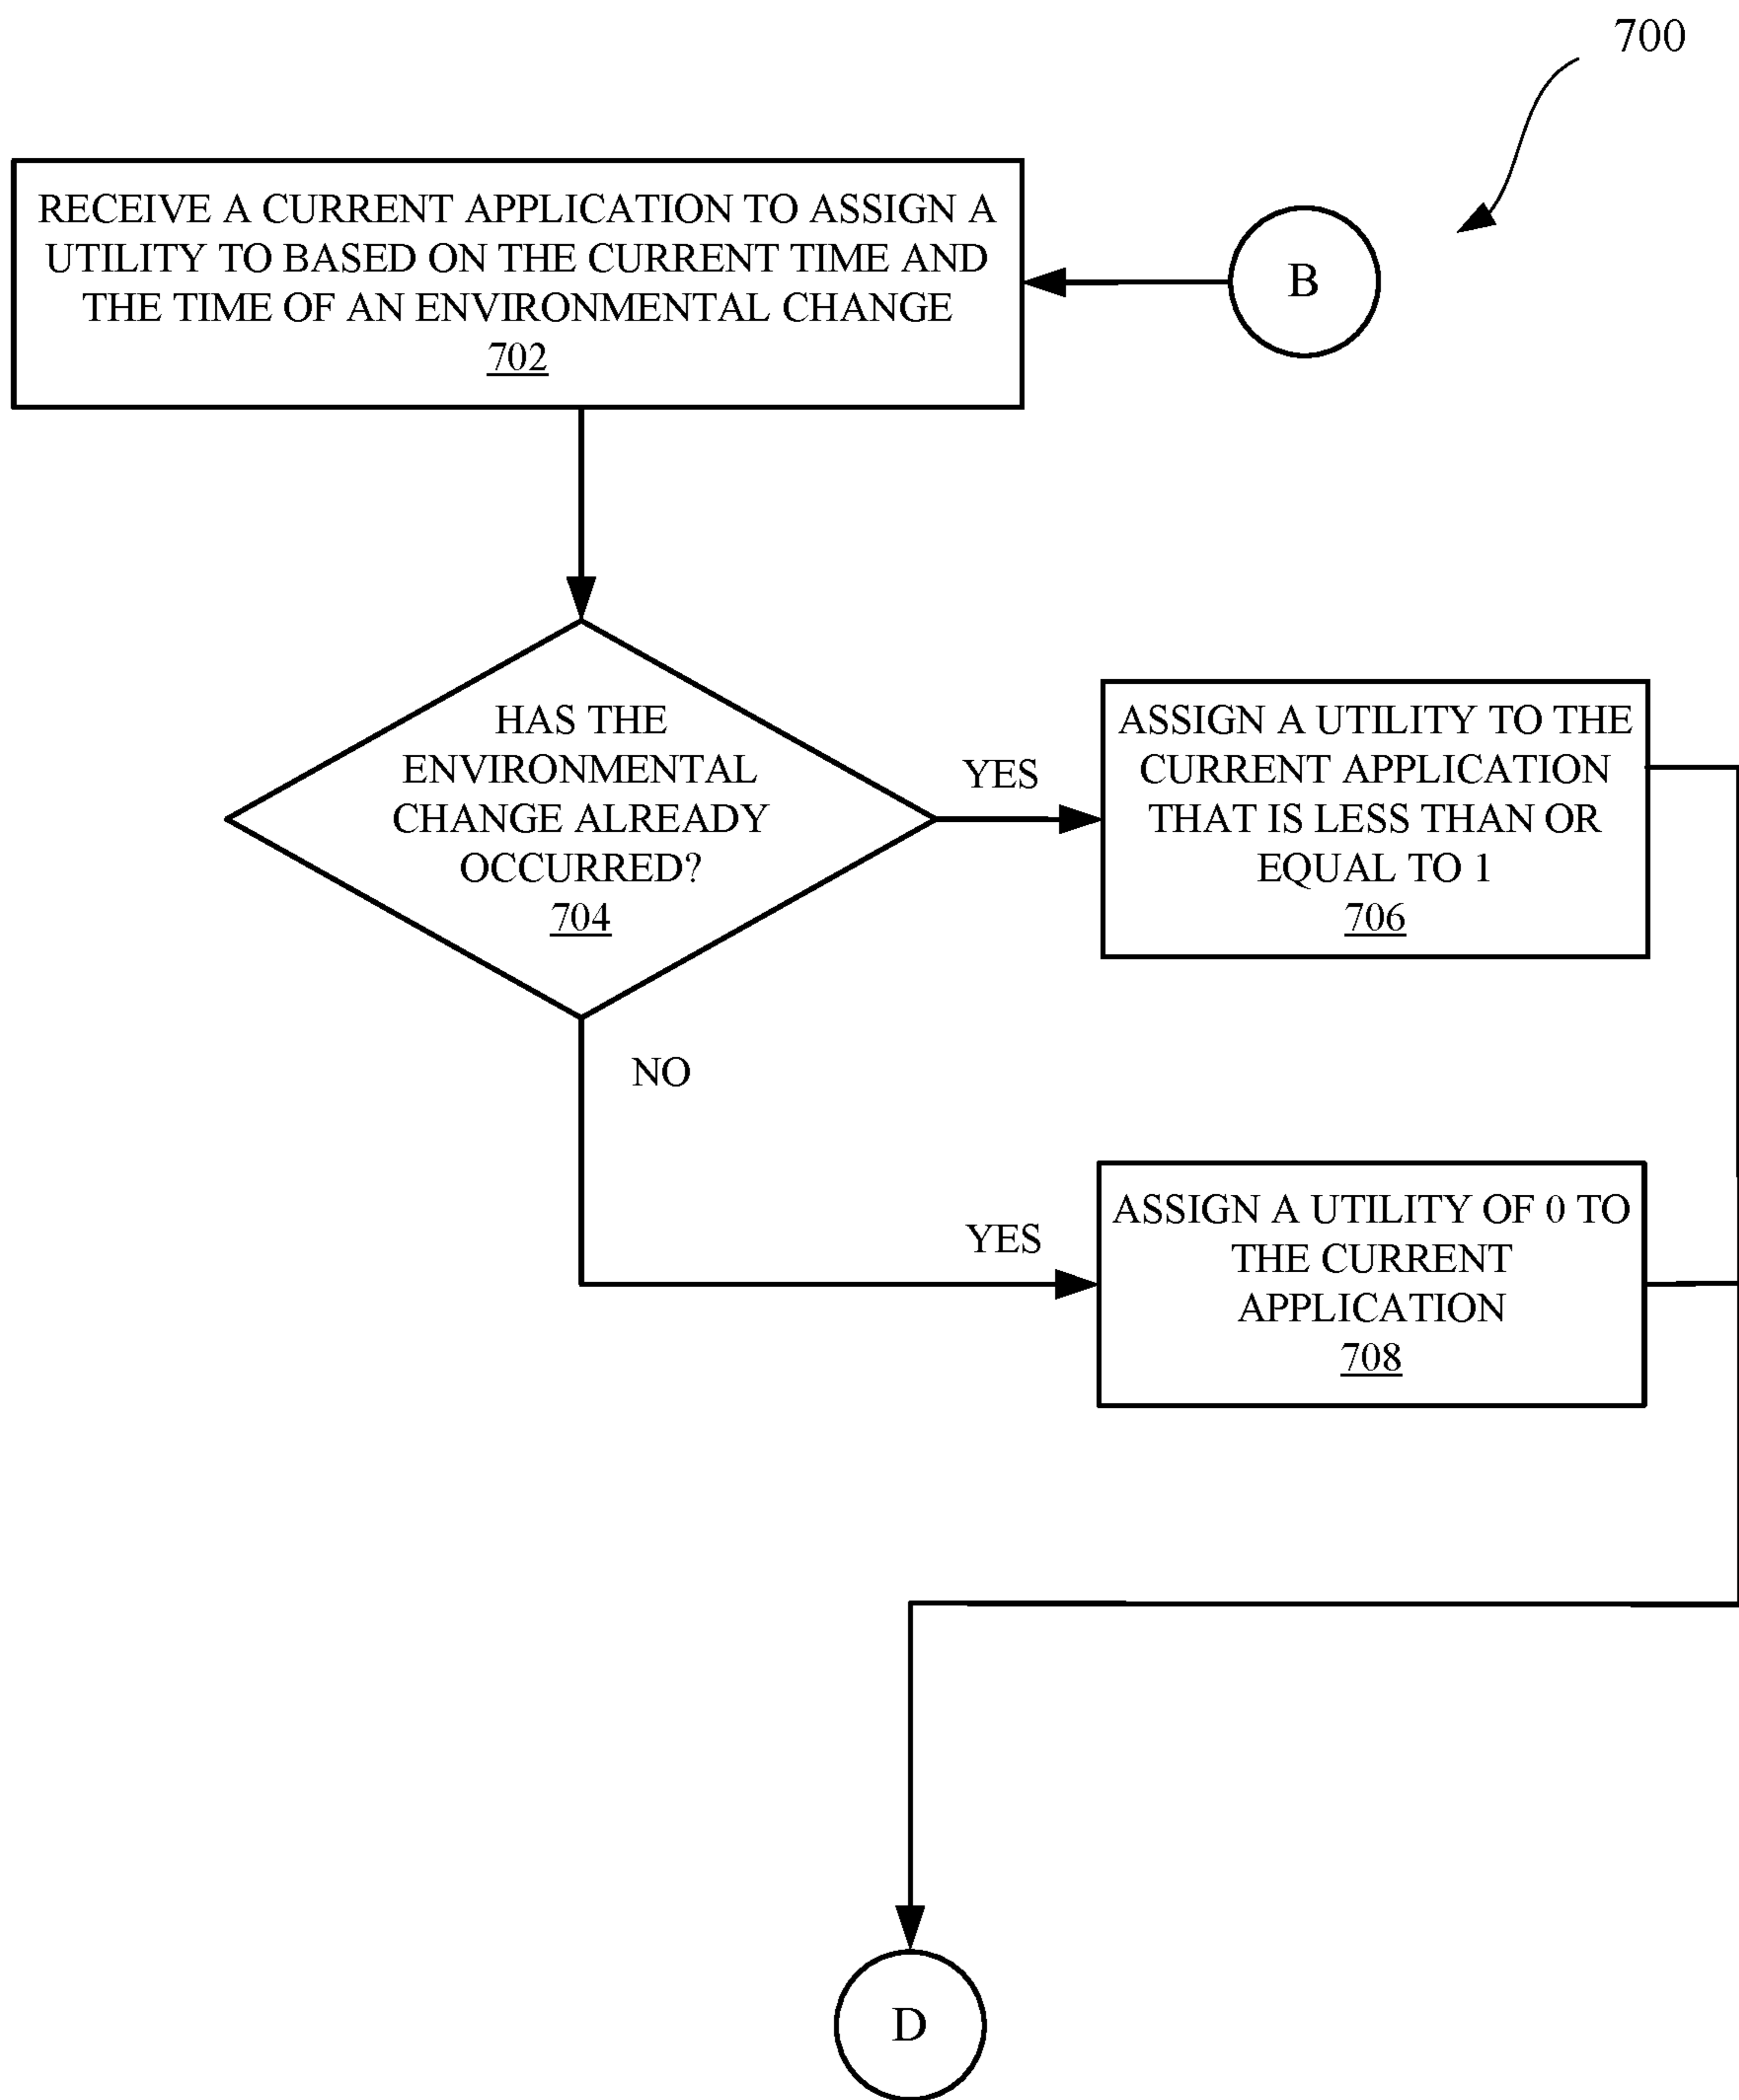 700
RECEIVE A CURRENT APPLICATION TO ASSIGN A
UTILITY TO BASED ON THE CURRENT TIME AND
THE TIME OF AN ENVIRONMENTAL CHANGE
702
B
HAS THE
ENVIRONMENTAL
CHANGE ALREADY
OCCURRED?
704
YES
ASSIGN A UTILITY TO THE
CURRENT APPLICATION
THAT IS LESS THAN OR
EQUAL TO 1
706
NO
YES
ASSIGN A UTILITY OF 0 TO
THE CURRENT
APPLICATION
708
D